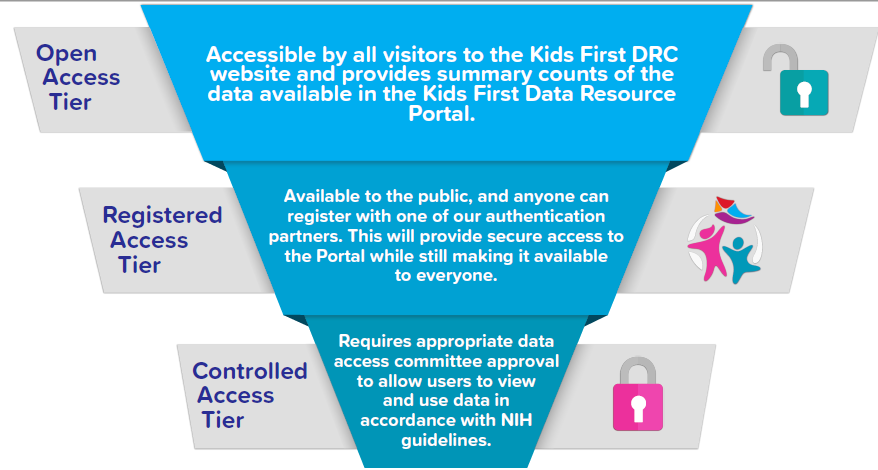 Open
Access
Tier
Accessible by all visitors to the Kids First DRC
website and provides summary counts of the
data available in the Kids First Data Resource
Portal.
Registered
Access
Tier
Available to the public, and anyone can
register with one of our authentication
partners. This will provide secure access to
the Portal while still making it available
to everyone.
Controlled
Access
Tier
Requires appropriate data
access committee approval
to allow users to view
and use data in
accordance with NIH
guidelines.